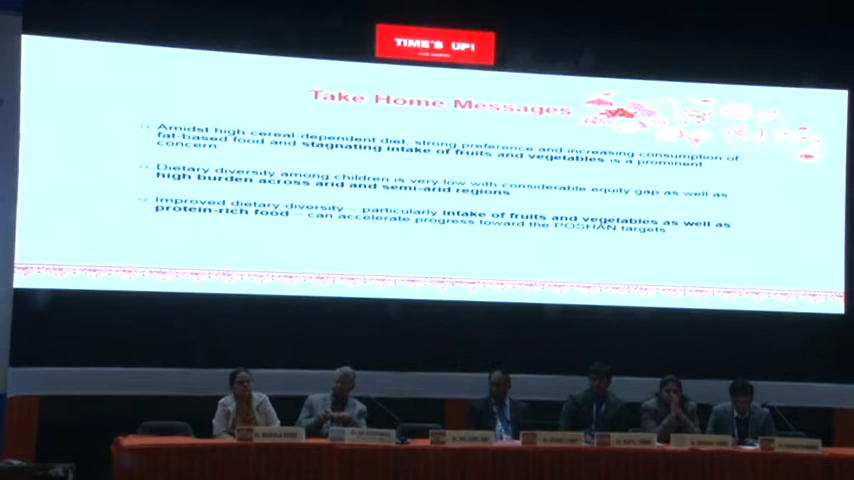 TIME'S UP!
Take Home Messages
Amidst high cereal-dependent diet, strong preference and increasing consumption of
fat-based food and stagnating intake of fruits and vegetables is a prominent
concern
Dietary diversity among children is very low with considerable equity gap as well as
high burden across arid and semi-arid regions
Improved dietary diversity – particularly intake of fruits and vegetables as well as
protein-rich food – can accelerate progress toward the POSHAN targets